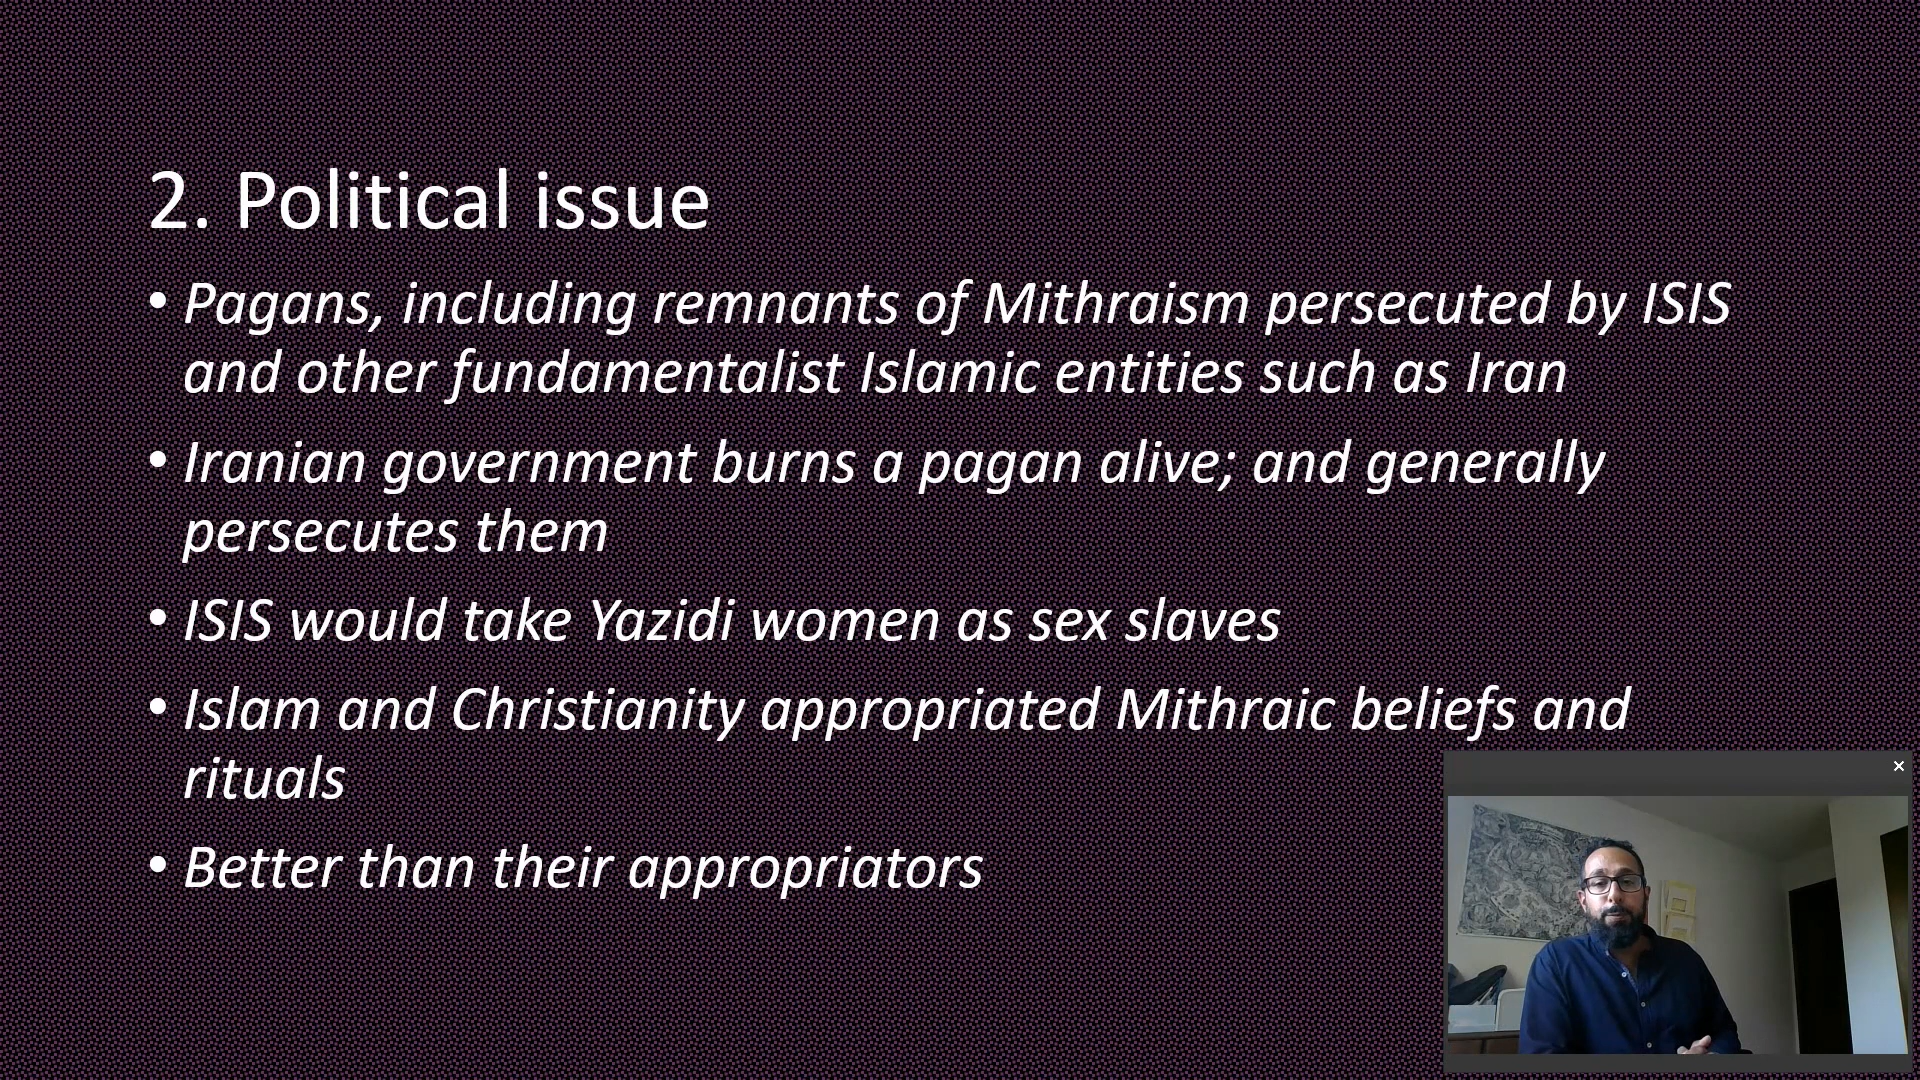 2. Political issue
• Pagans, including remnants of Mithraism persecuted by ISIS
and other fundamentalist Islamic entities such as Iran
• Iranian government burns a pagan alive; and generally
persecutes them
• ISIS would take Yazidi women as sex slaves
• Islam and Christianity appropriated Mithraic beliefs and
rituals
• Better than their appropriators